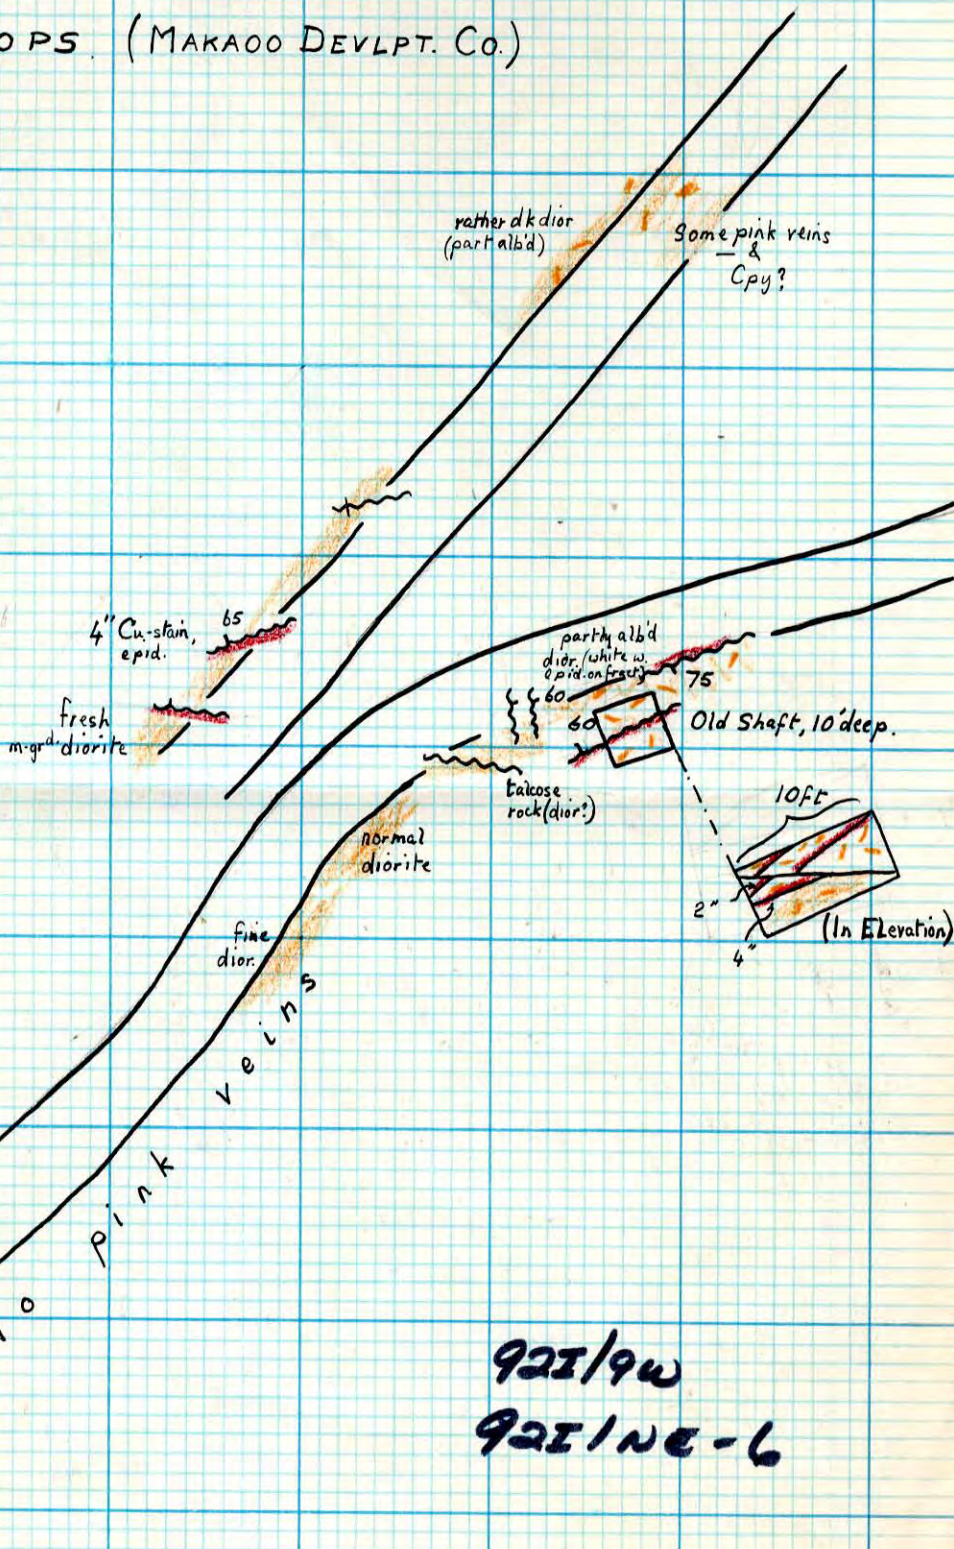 OPS. (MAKAOO DEVLPT. CO.)
rather dk dior
(part alb'd)
Some pink veins
— & 
Cpy?
65
4" Cu-stain,
epid.
fresh
m-grd. diorite
partly alb'd
dior. (white w.
epid. on fract)
75
60
60
Old Shaft, 10' deep.
talcose
rock (dior?)
10ft
2"
4"
(In Elevation)
normal
diorite
fine
dior.
pink veins
o
92I/9W
92I/NE-6